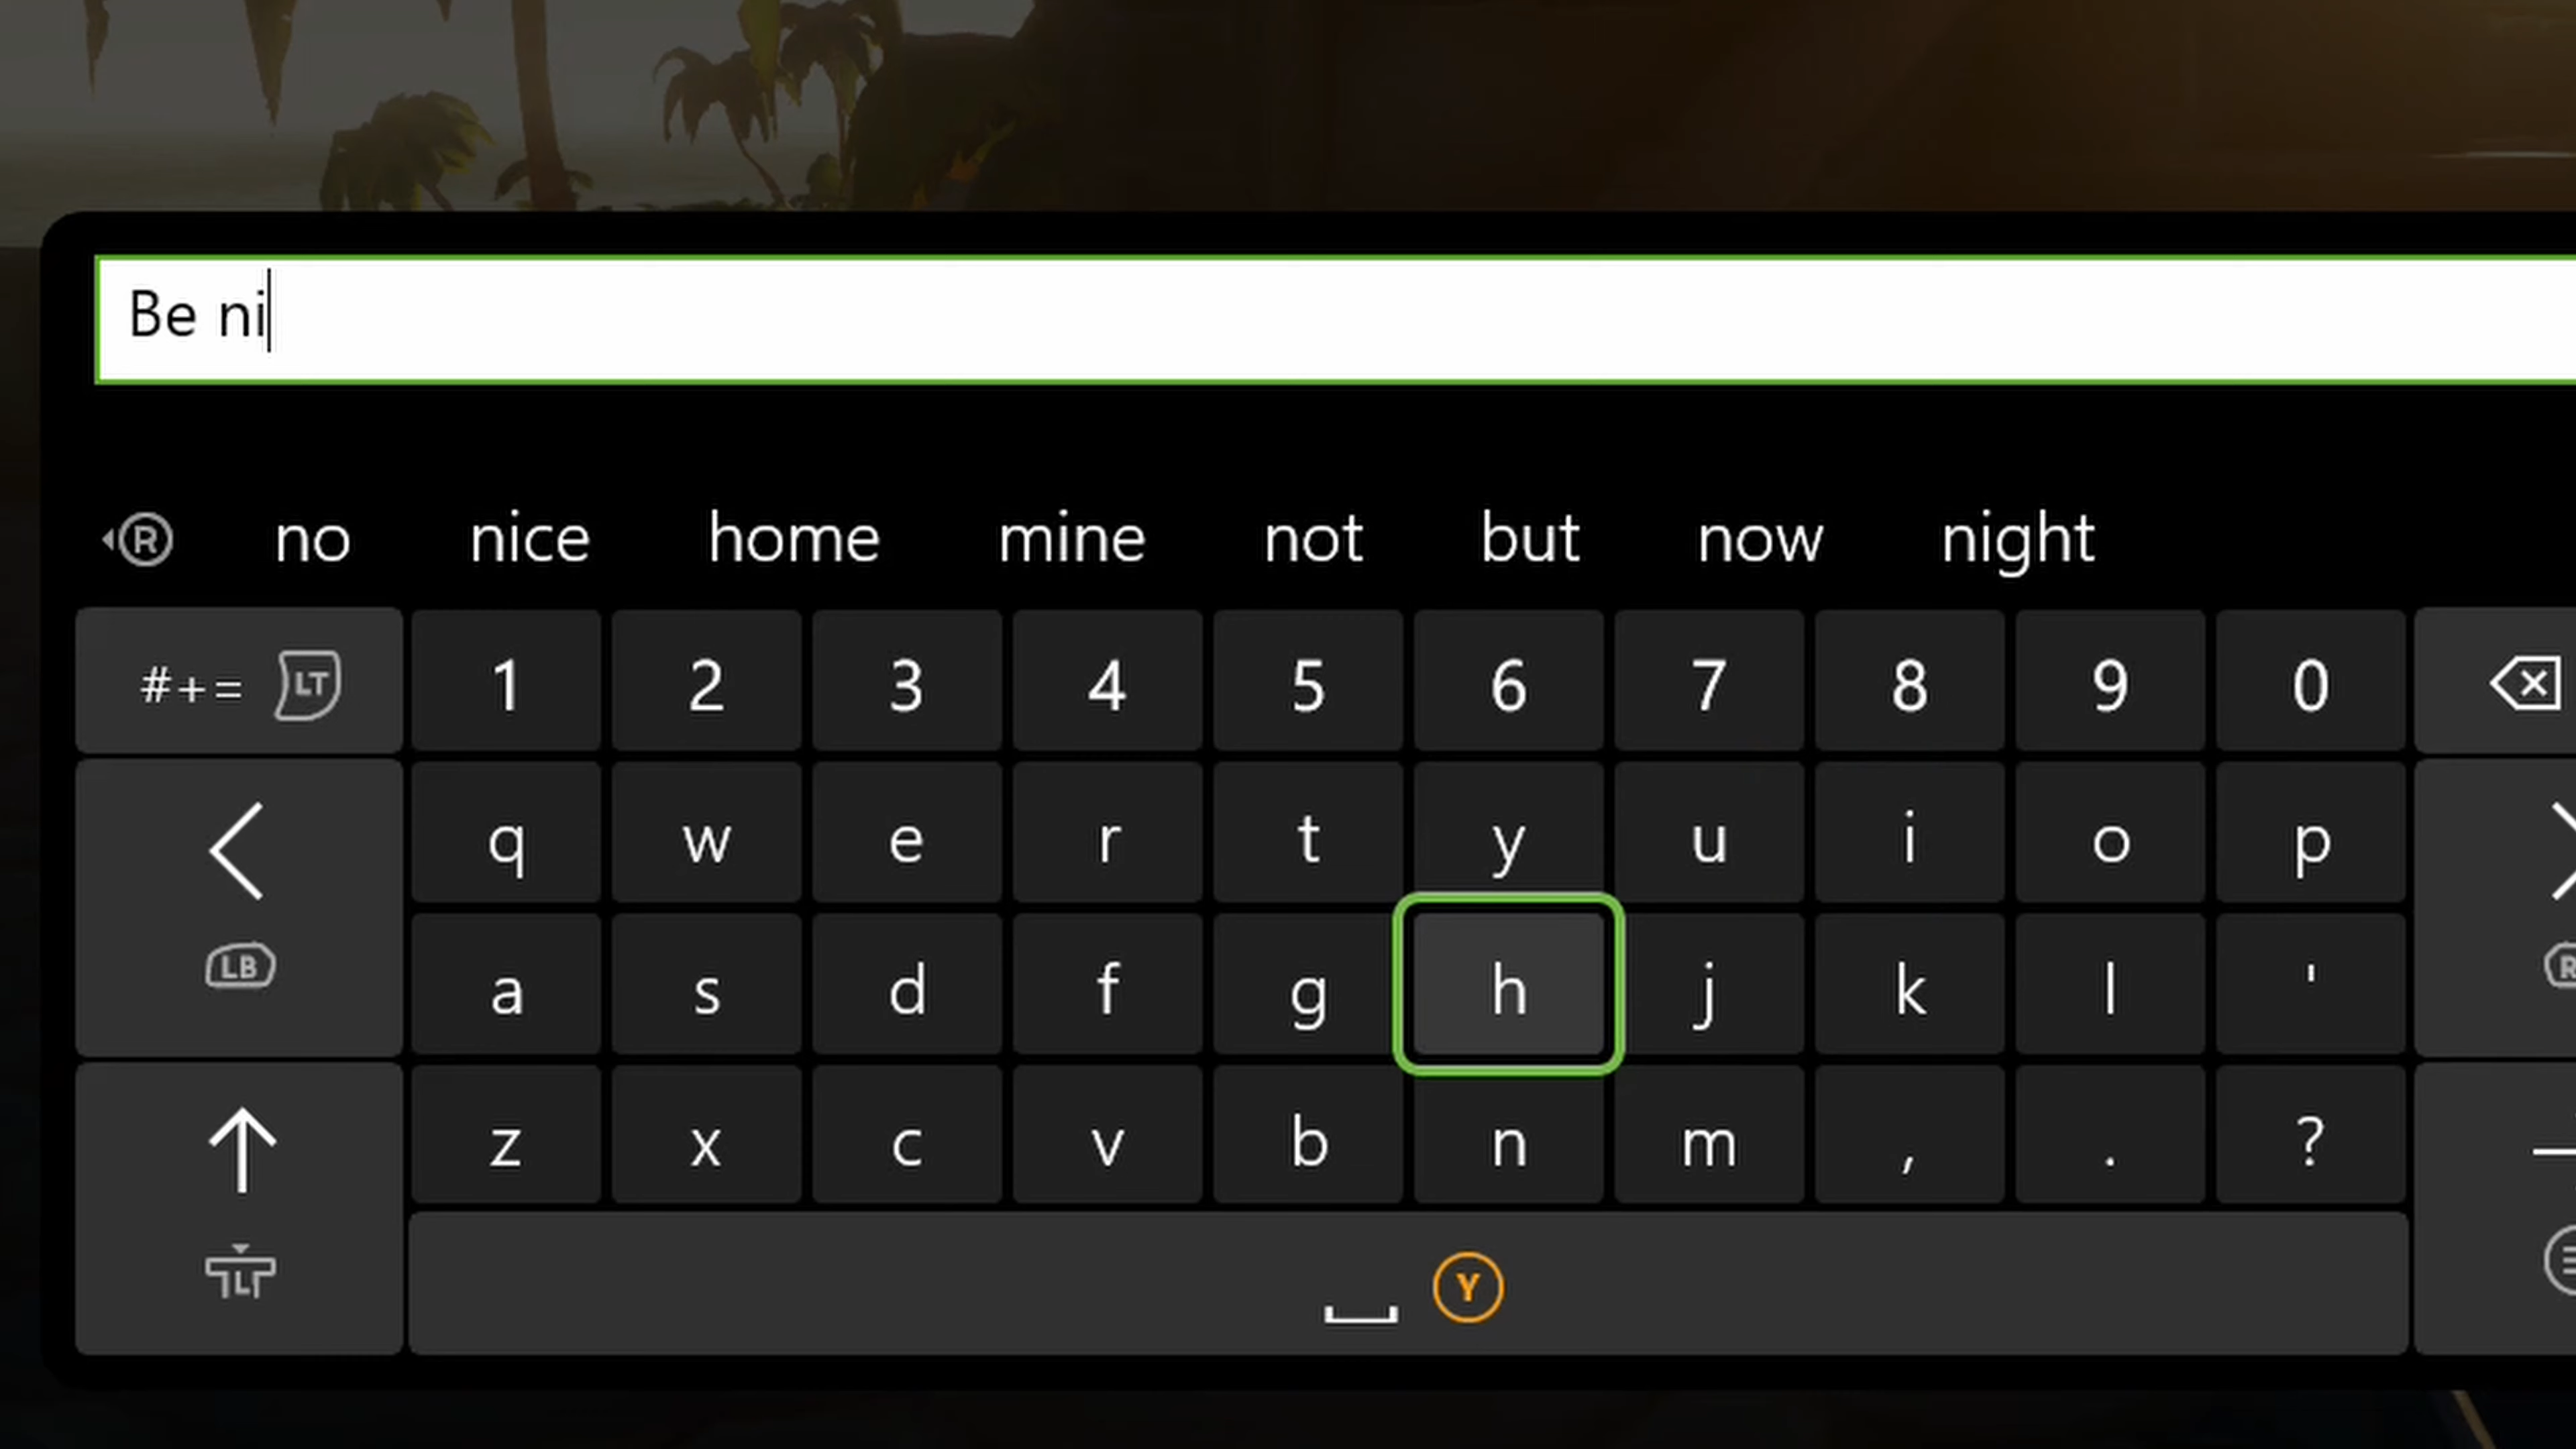 Be ni
R no nice home mine not but now night
#+= LT 1 2 3 4 5 6 7 8 9 0
q w e r t y u i o p
LB
a s d f g h j k l '
z x c v b n m , . ?
LT
Y